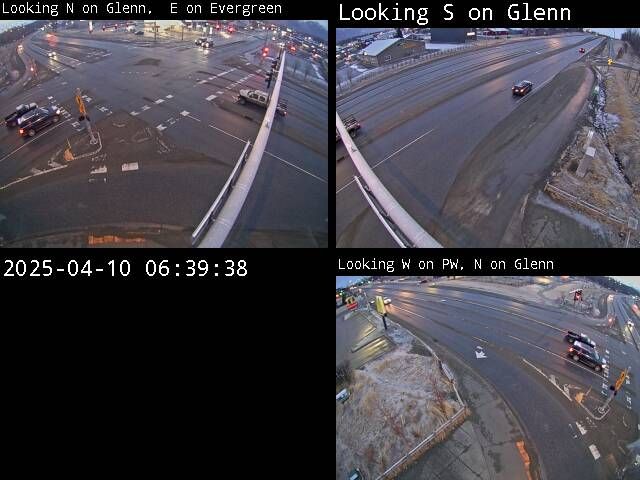 Looking N on Glenn,  E on Evergreen
Looking S on Glenn
2025-04-10 06:39:38
Looking W on PW, N on Glenn